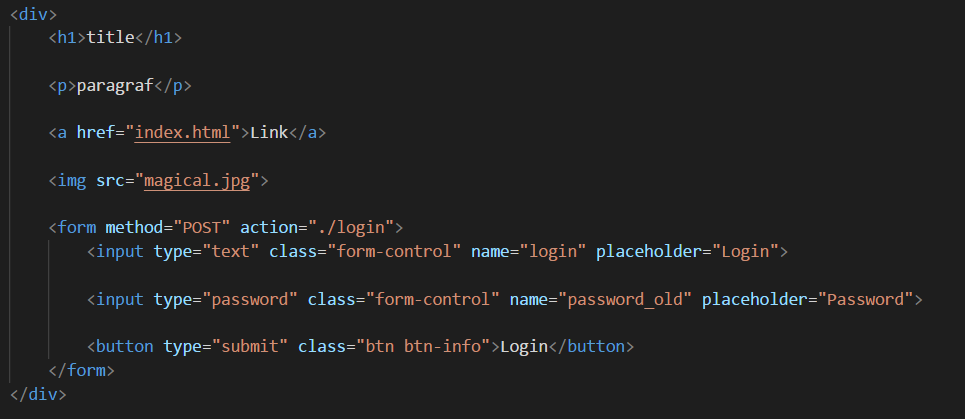 <div>
<h1>title</h1>
<p>paragraf</p>
<a href="index.html">Link</a>
<img src="magical.jpg">
<form method="POST" action="./login">
<input type="text" class="form-control" name="login" placeholder="Login">
<input type="password" class="form-control" name="password_old" placeholder="Password">
<button type="submit" class="btn btn-info">Login</button>
</form>
</div>